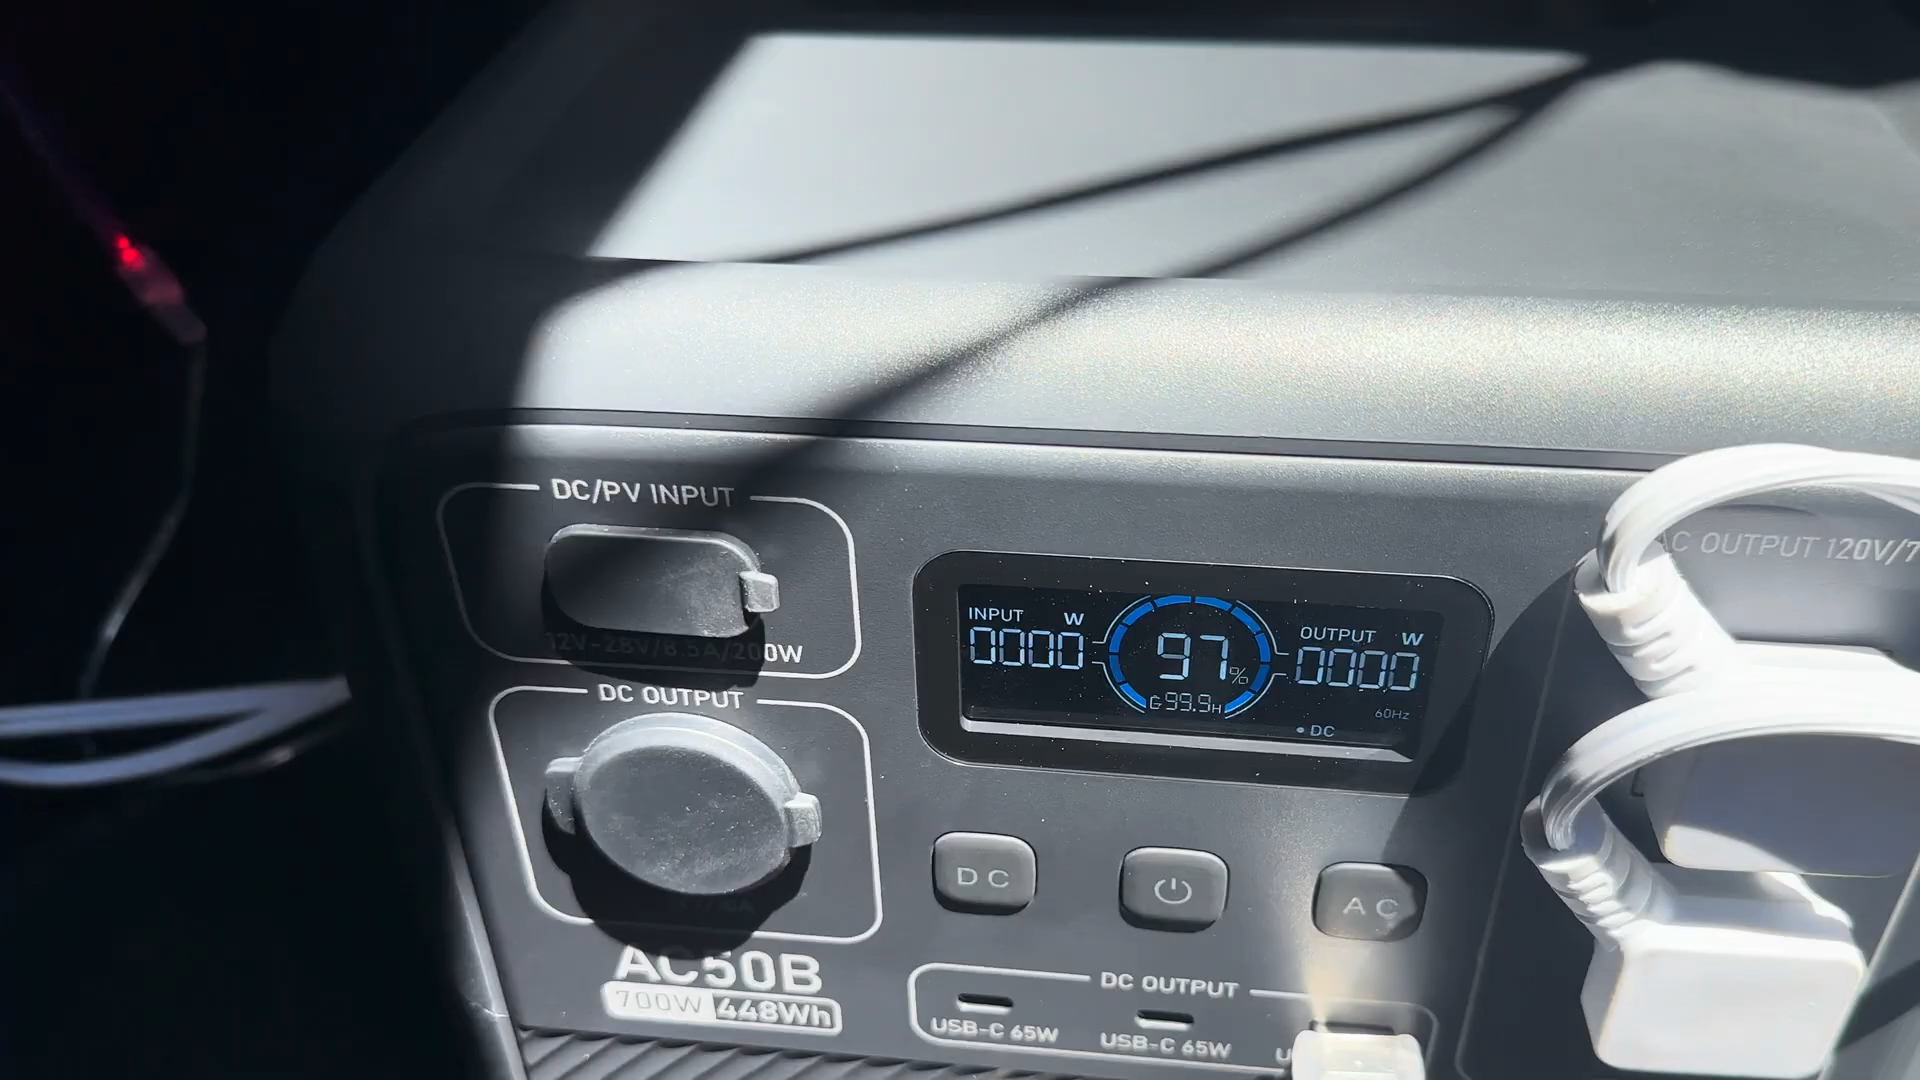 DC/PV INPUT
12V-28V/8.5A/200W
DC OUTPUT
AC50B
700W 448Wh
INPUT W
0000
97%
99.9H
OUTPUT W
0000
60Hz
DC
DC
AC
DC OUTPUT
USB-C 65W
USB-C 65W
AC OUTPUT 120V/7